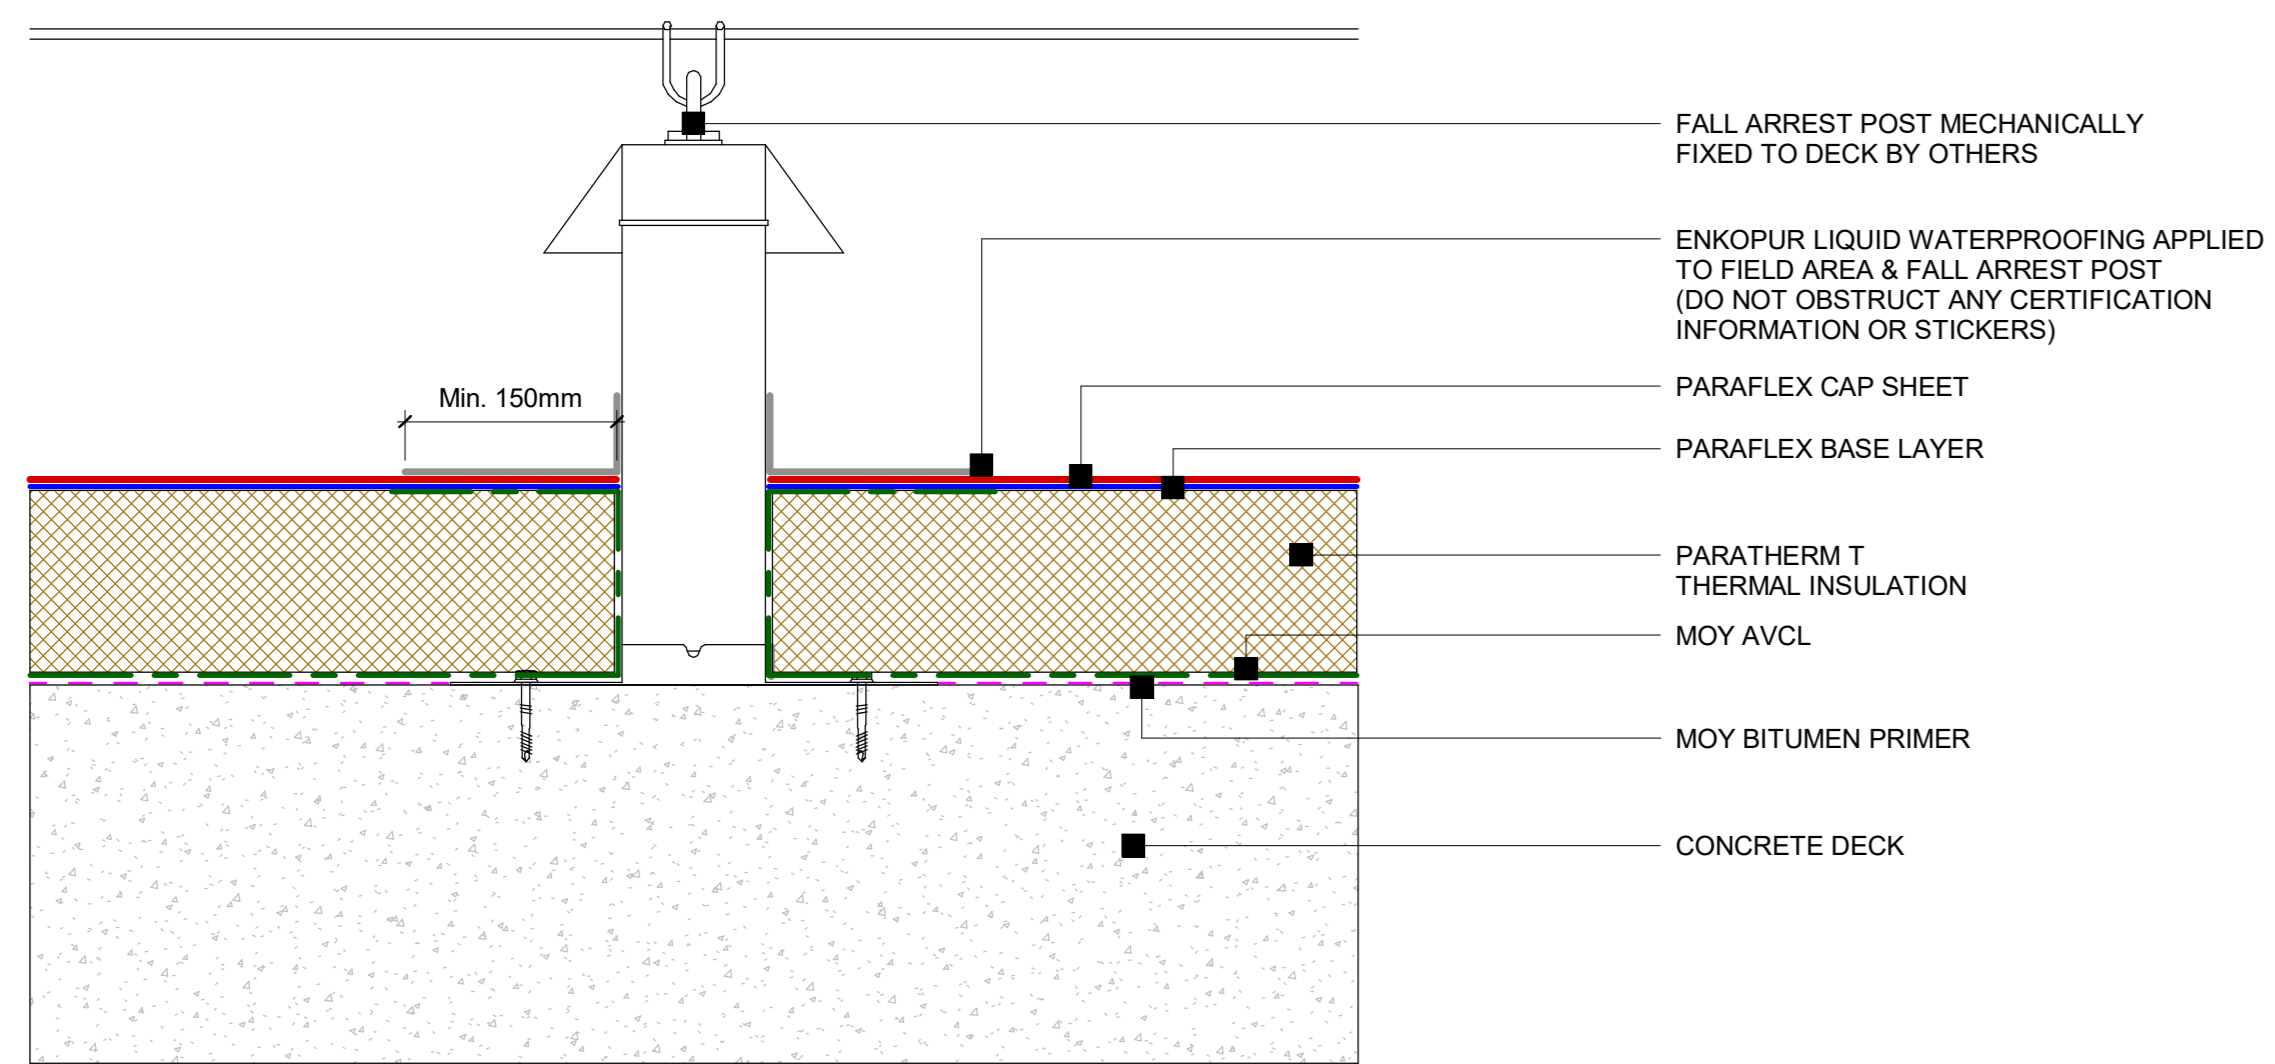 FALL ARREST POST MECHANICALLY
FIXED TO DECK BY OTHERS
ENKOPUR LIQUID WATERPROOFING APPLIED
TO FIELD AREA & FALL ARREST POST
(DO NOT OBSTRUCT ANY CERTIFICATION
INFORMATION OR STICKERS)
Min. 150mm
PARAFLEX CAP SHEET
PARAFLEX BASE LAYER
PARATHERM T
THERMAL INSULATION
MOY AVCL
MOY BITUMEN PRIMER
CONCRETE DECK